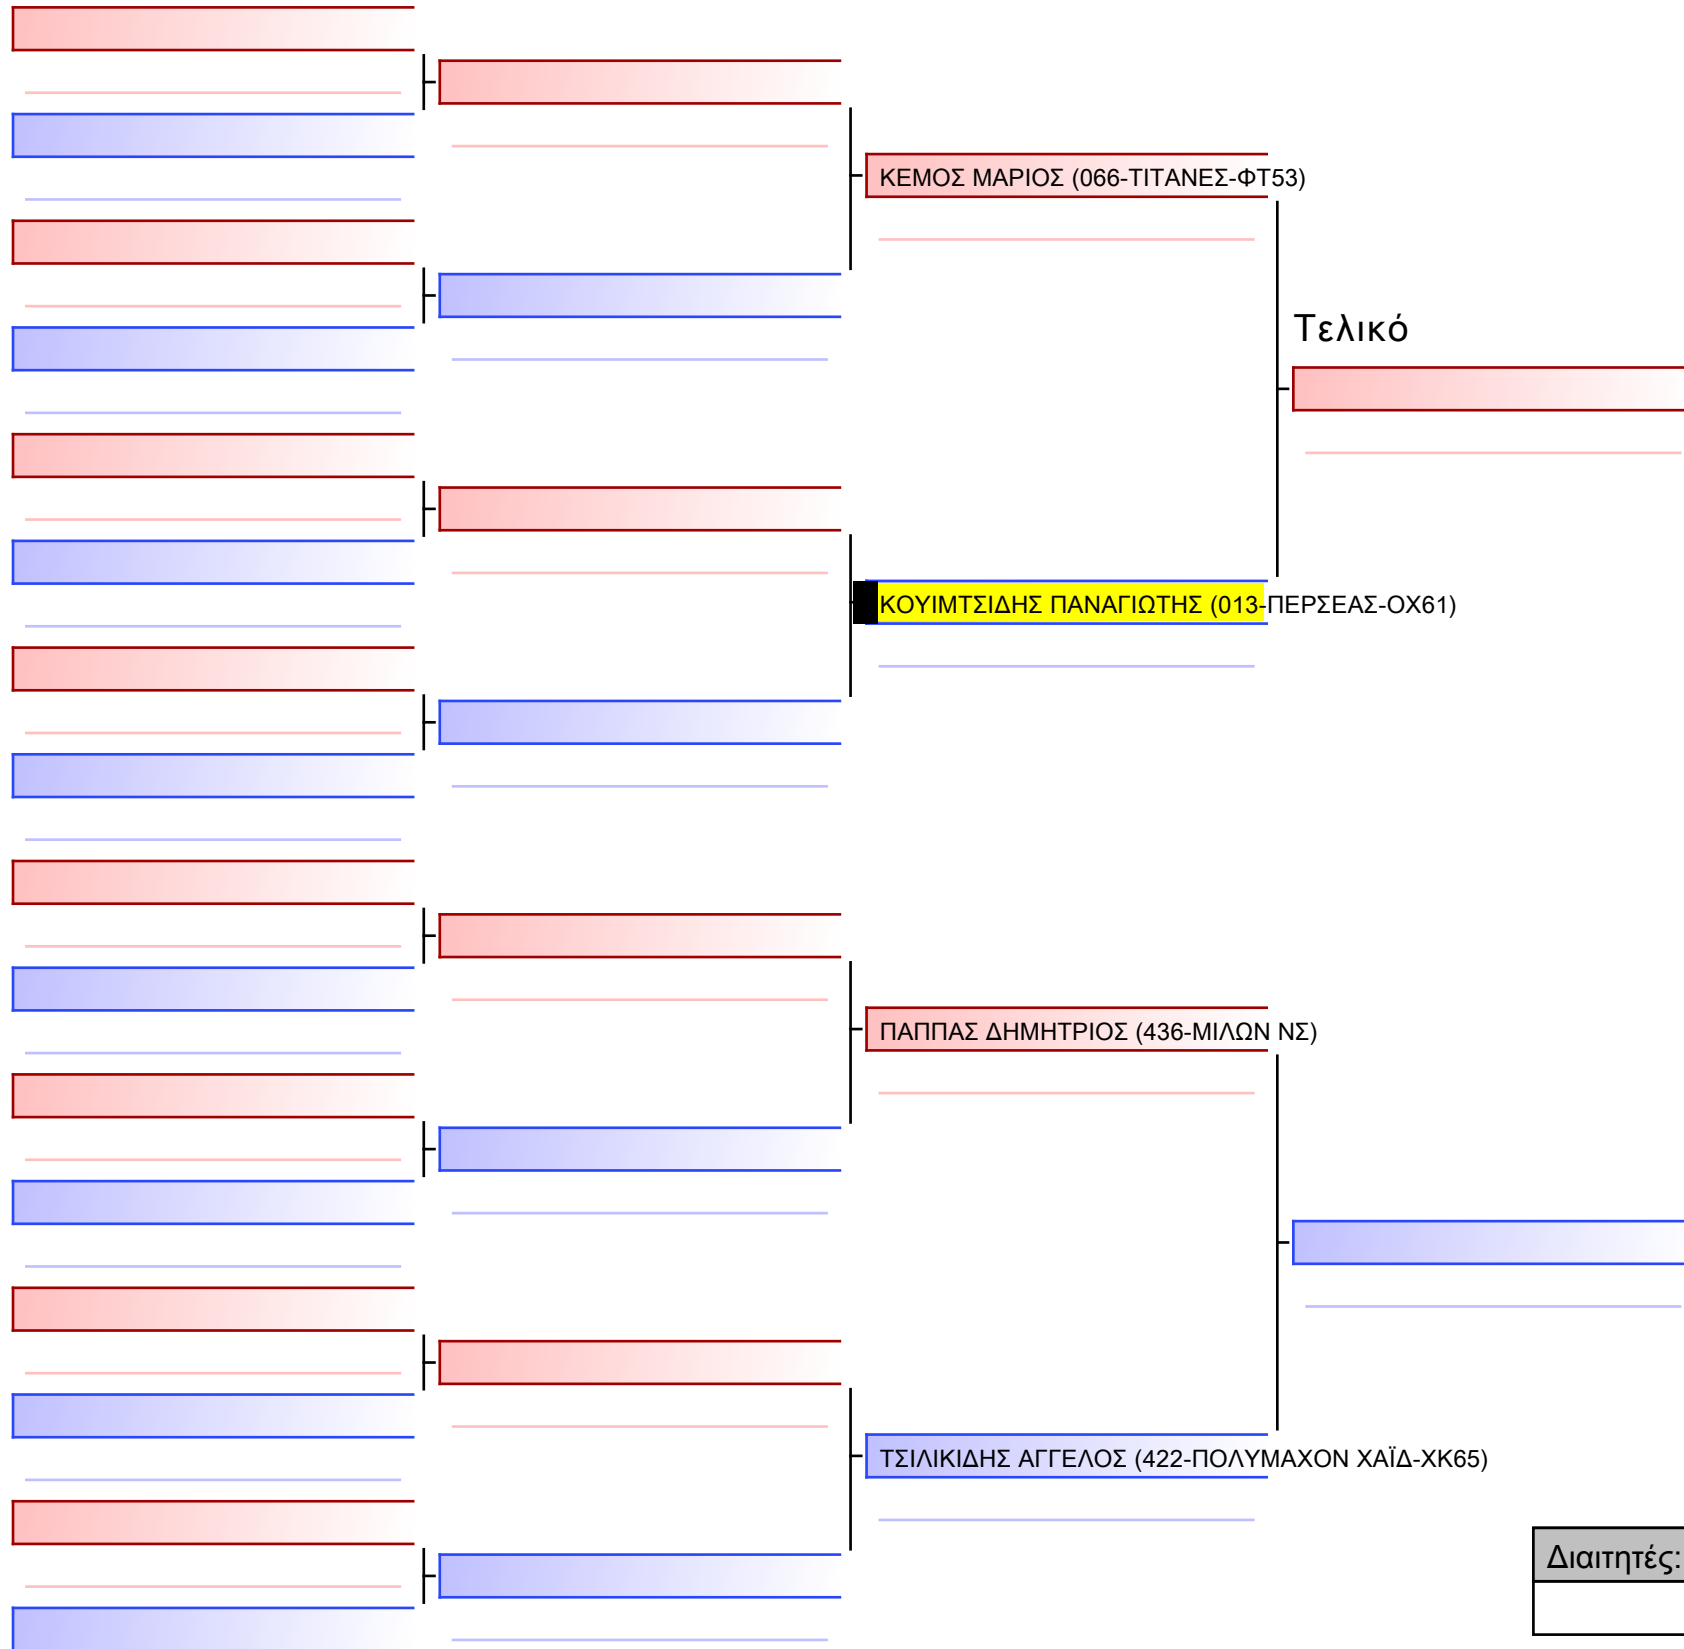 ΚΕΜΟΣ ΜΑΡΙΟΣ (066-ΤΙΤΑΝΕΣ-ΦΤ53)
Τελικό
ΚΟΥΙΜΤΣΙΔΗΣ ΠΑΝΑΓΙΩΤΗΣ (013-ΠΕΡΣΕΑΣ-ΟΧ61)
ΠΑΠΠΑΣ ΔΗΜΗΤΡΙΟΣ (436-ΜΙΛΩΝ ΝΣ)
ΤΣΙΛΙΚΙΔΗΣ ΑΓΓΕΛΟΣ (422-ΠΟΛΥΜΑΧΟΝ ΧΑΪΔ-ΧΚ65)
Διαιτητές: